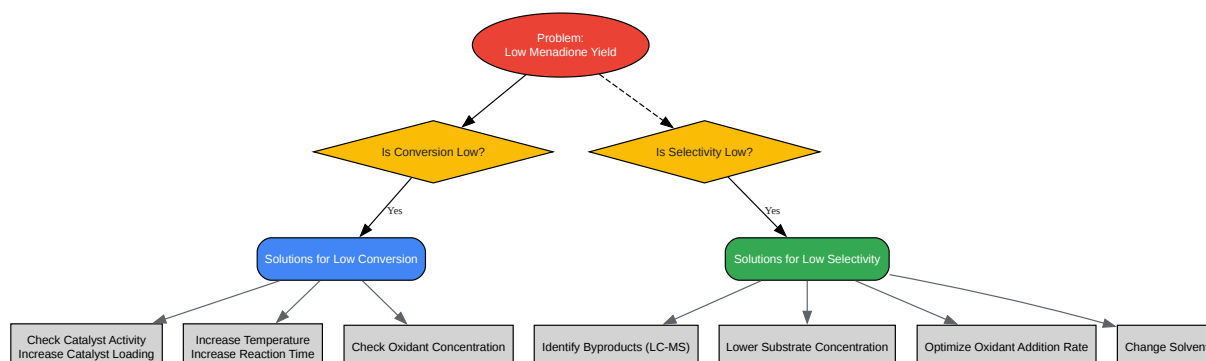 Problem:
Low Menadione Yield
Is Conversion Low?
Is Selectivity Low?
Yes
Yes
Solutions for Low Conversion
Solutions for Low Selectivity
Check Catalyst Activity
Increase Catalyst Loading
Increase Temperature
Increase Reaction Time
Check Oxidant Concentration
Identify Byproducts (LC-MS)
Lower Substrate Concentration
Optimize Oxidant Addition Rate
Change Solvent